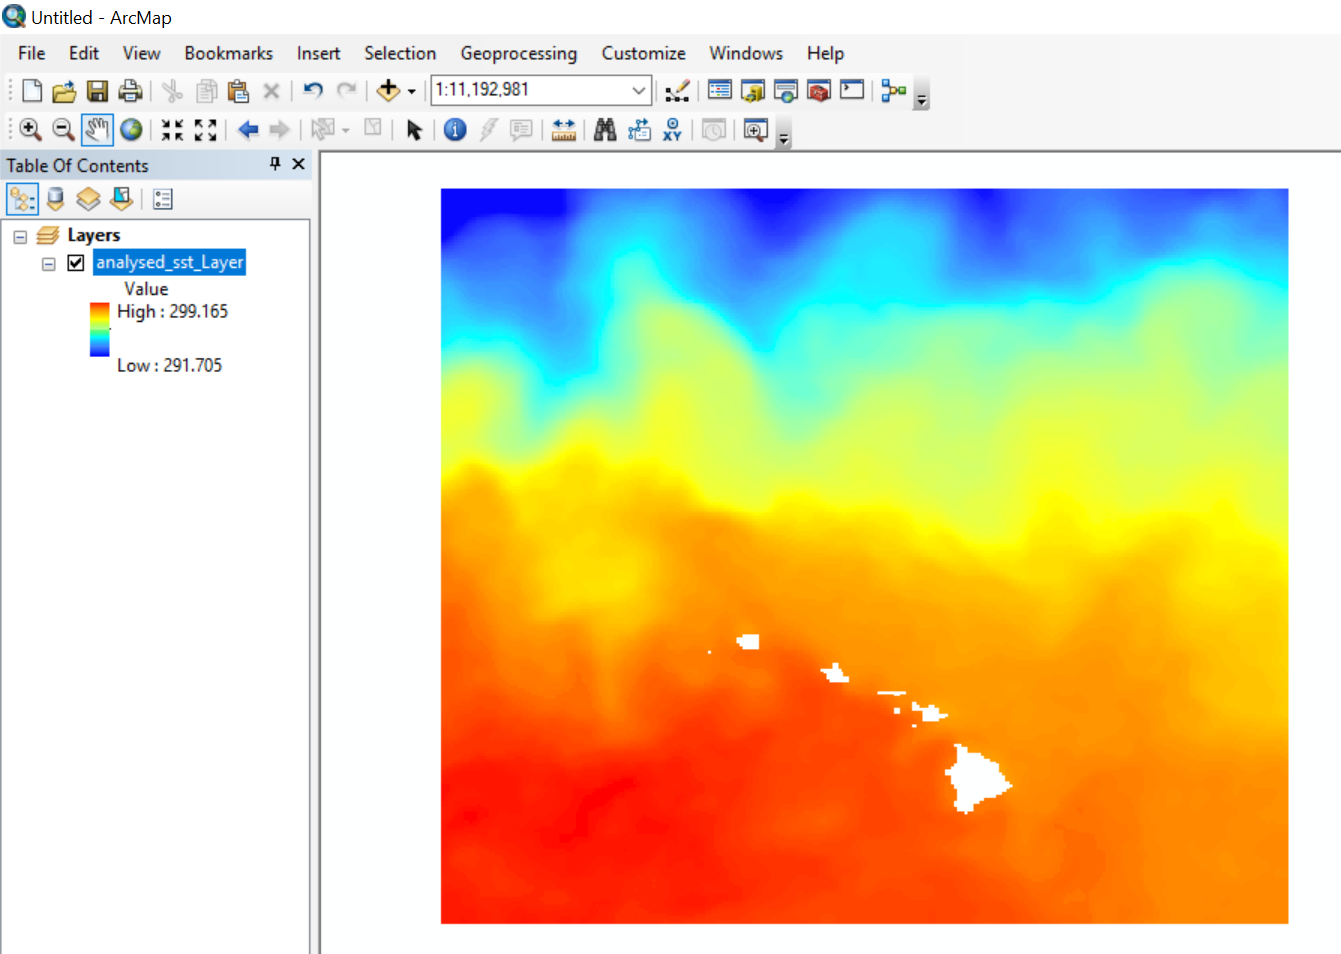 Untitled - ArcMap
File Edit View Bookmarks Insert Selection Geoprocessing Customize Windows Help
1:11,192,981
XY
Table Of Contents
Layers
analysed_sst_Layer
Value
High : 299.165
Low : 291.705